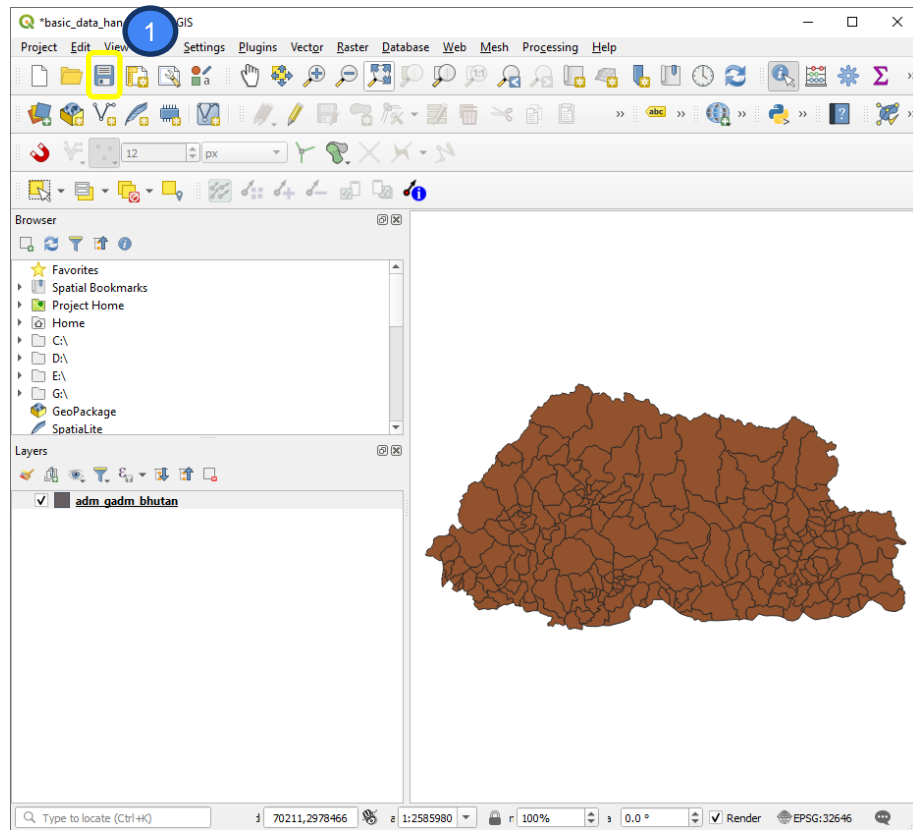 *basic_data_han GIS
1
Project Edit View Settings Plugins Vector Raster Database Web Mesh Processing Help
12 px
Browser
Favorites
Spatial Bookmarks
Project Home
Home
C:\
D:\
E:\
G:\
GeoPackage
SpatiaLite
Layers
adm_gadm_bhutan
Type to locate (Ctrl+K) 70211,2978466 1:2585980 100% 0.0 ° Render EPSG:32646